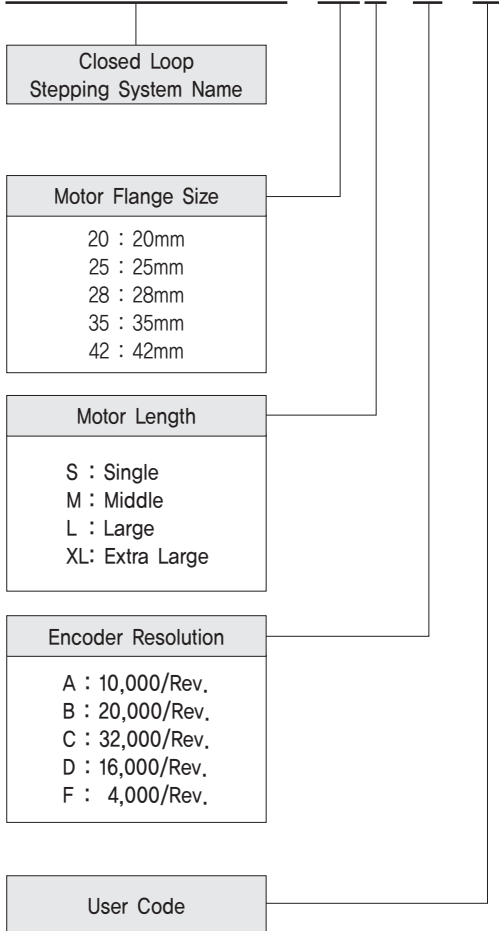 Closed Loop
Stepping System Name
Motor Flange Size
20 : 20mm
25 : 25mm
28 : 28mm
35 : 35mm
42 : 42mm
Motor Length
S : Single
M : Middle
L : Large
XL: Extra Large
Encoder Resolution
A : 10,000/Rev.
B : 20,000/Rev.
C : 32,000/Rev.
D : 16,000/Rev.
F : 4,000/Rev.
User Code